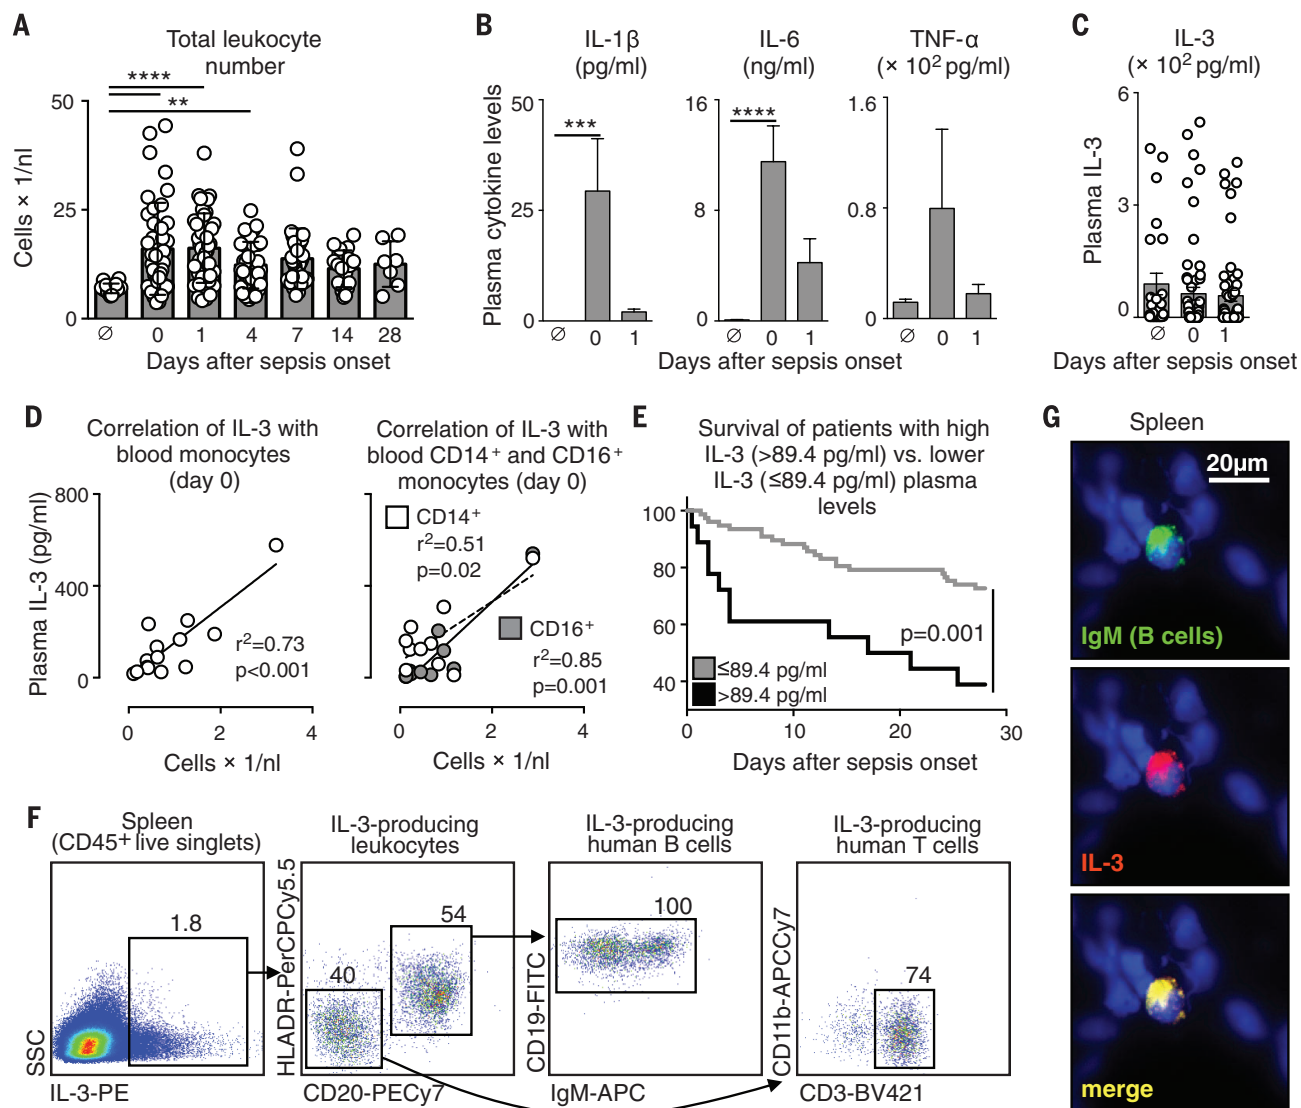 A
Total leukocyte
number
****
**
50
25
0
Cells × 1/nl
∅ 0 1 4 7 14 28
Days after sepsis onset
B
IL-1β
(pg/ml)
IL-6
(ng/ml)
TNF-α
(× 10² pg/ml)
Plasma cytokine levels
50
25
0
***
∅ 0 1
16
8
0
****
∅ 0 1
1.6
0.8
0
∅ 0 1
Days after sepsis onset
C
IL-3
(× 10² pg/ml)
Plasma IL-3
6
3
0
∅ 0 1
Days after sepsis onset
D
Correlation of IL-3 with
blood monocytes
(day 0)
Plasma IL-3 (pg/ml)
800
400
0
r²=0.73
p<0.001
0 2 4
Cells × 1/nl
Correlation of IL-3 with
blood CD14⁺ and CD16⁺
monocytes (day 0)
CD14⁺
r²=0.51
p=0.02
CD16⁺
r²=0.85
p=0.001
0 2 4
Cells × 1/nl
E
Survival of patients with high
IL-3 (>89.4 pg/ml) vs. lower
IL-3 (≤89.4 pg/ml) plasma
levels
100
80
60
40
p=0.001
≤89.4 pg/ml
>89.4 pg/ml
0 10 20 30
Days after sepsis onset
F
Spleen
(CD45⁺ live singlets)
1.8
SSC
IL-3-PE
IL-3-producing
leukocytes
54
40
HLADR-PerCPCy5.5
CD20-PECy7
IL-3-producing
human B cells
100
CD19-FITC
IgM-APC
IL-3-producing
human T cells
74
CD11b-APCCy7
CD3-BV421
G
Spleen
20μm
IgM (B cells)
IL-3
merge